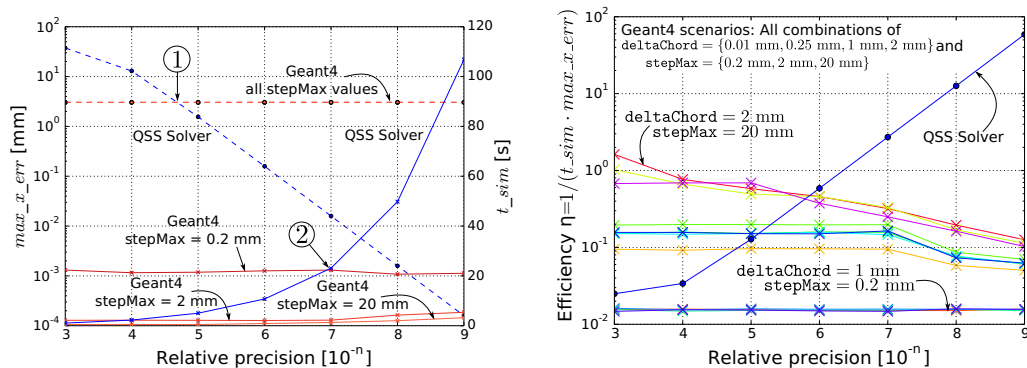 10²
10¹
10⁰
10⁻¹
10⁻²
10⁻³
10⁻⁴
max_x_err [mm]
3 4 5 6 7 8 9
Relative precision [10⁻ⁿ]
120
100
80
60
40
20
0
t_sim [s]
1
Geant4
all stepMax values
QSS Solver
QSS Solver
Geant4
stepMax = 0.2 mm
2
Geant4
stepMax = 2 mm
Geant4
stepMax = 20 mm
10²
10¹
10⁰
10⁻¹
10⁻²
Efficiency η=1/(t_sim · max_x_err)
3 4 5 6 7 8 9
Relative precision [10⁻ⁿ]
Geant4 scenarios: All combinations of
deltaChord = {0.01 mm, 0.25 mm, 1 mm, 2 mm} and
stepMax = {0.2 mm, 2 mm, 20 mm}
deltaChord = 2 mm
stepMax = 20 mm
QSS Solver
deltaChord = 1 mm
stepMax = 0.2 mm